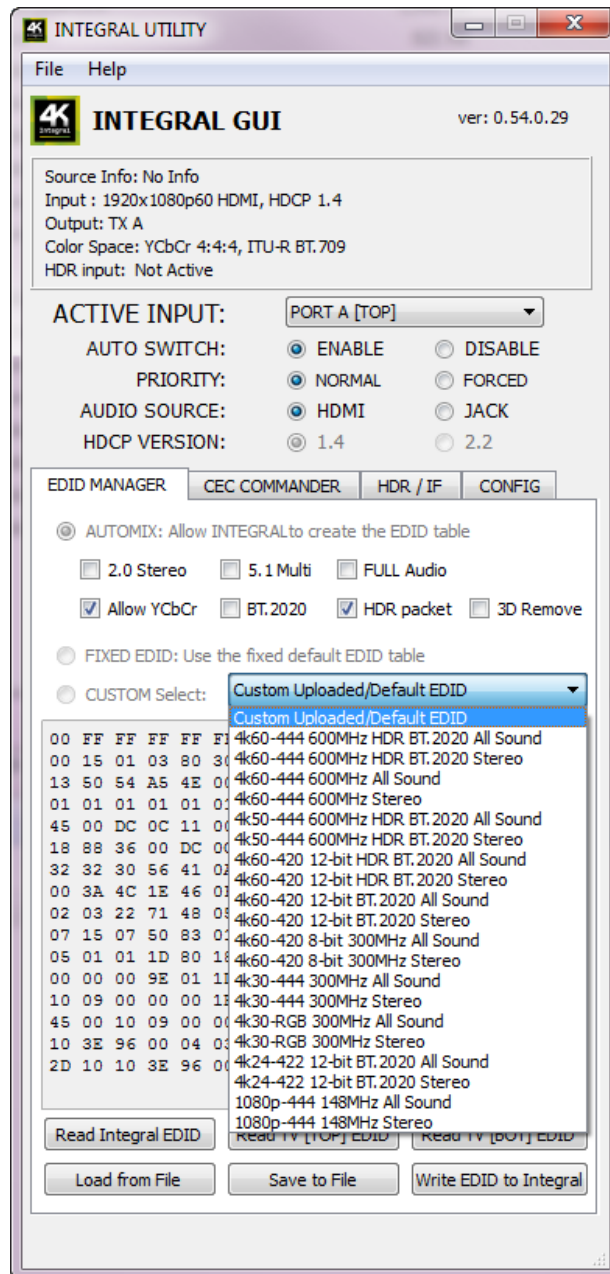 INTEGRAL UTILITY
File Help
4K Integral INTEGRAL GUI ver: 0.54.0.29
Source Info: No Info
Input : 1920x1080p60 HDMI, HDCP 1.4
Output: TX A
Color Space: YCbCr 4:4:4, ITU-R BT.709
HDR input: Not Active
ACTIVE INPUT: PORT A [TOP]
AUTO SWITCH: ENABLE DISABLE
PRIORITY: NORMAL FORCED
AUDIO SOURCE: HDMI JACK
HDCP VERSION: 1.4 2.2
EDID MANAGER CEC COMMANDER HDR / IF CONFIG
AUTOMIX: Allow INTEGRALto create the EDID table
2.0 Stereo 5.1 Multi FULL Audio
Allow YCbCr BT.2020 HDR packet 3D Remove
FIXED EDID: Use the fixed default EDID table
CUSTOM Select: Custom Uploaded/Default EDID
Custom Uploaded/Default EDID
00 FF FF FF FF 4k60-444 600MHz HDR BT.2020 All Sound
00 15 01 03 80 4k60-444 600MHz HDR BT.2020 Stereo
13 50 54 A5 4E 4k60-444 600MHz All Sound
01 01 01 01 01 4k60-444 600MHz Stereo
45 00 DC 0C 11 4k50-444 600MHz HDR BT.2020 All Sound
18 88 36 00 DC 4k50-444 600MHz HDR BT.2020 Stereo
32 32 30 56 41 4k60-420 12-bit HDR BT.2020 All Sound
00 3A 4C 1E 46 4k60-420 12-bit HDR BT.2020 Stereo
02 03 22 71 48 4k60-420 12-bit BT.2020 All Sound
07 15 07 50 83 4k60-420 12-bit BT.2020 Stereo
05 01 01 1D 80 4k60-420 8-bit 300MHz All Sound
00 00 00 9E 01 4k60-420 8-bit 300MHz Stereo
10 09 00 00 00 4k30-444 300MHz All Sound
45 00 10 09 00 4k30-444 300MHz Stereo
10 3E 96 00 04 4k30-RGB 300MHz All Sound
2D 10 10 3E 96 4k30-RGB 300MHz Stereo
4k24-422 12-bit BT.2020 All Sound
4k24-422 12-bit BT.2020 Stereo
1080p-444 148MHz All Sound
1080p-444 148MHz Stereo
Read Integral EDID Read TV [TOP] EDID Read TV [BOT] EDID
Load from File Save to File Write EDID to Integral